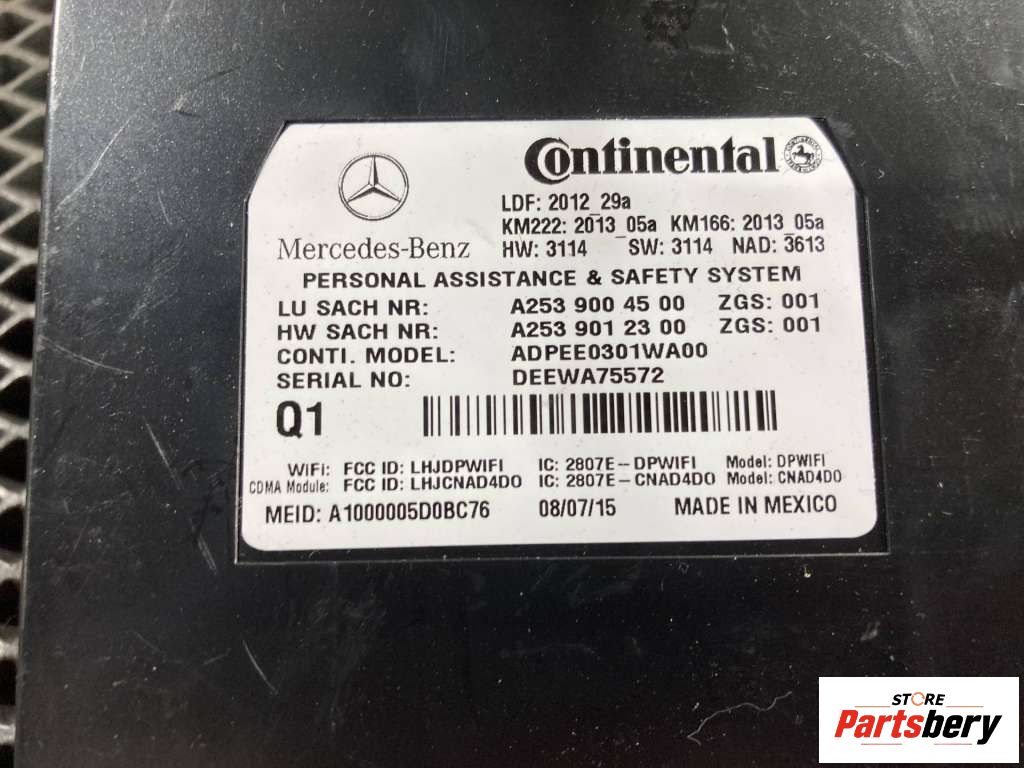 Continental
Mercedes-Benz
LDF: 2012_29a
KM222: 2013_05a KM166: 2013_05a
HW: 3114 SW: 3114 NAD: 3613
PERSONAL ASSISTANCE & SAFETY SYSTEM
LU SACH NR: A253 900 45 00 ZGS: 001
HW SACH NR: A253 901 23 00 ZGS: 001
CONTI. MODEL: ADPEE0301WA00
SERIAL NO: DEEWA75572
Q1
WiFi: FCC ID: LHJDPWIFI IC: 2807E-DPWIFI Model: DPWIFI
CDMA Module: FCC ID: LHJCNAD4DO IC: 2807E-CNAD4DO Model: CNAD4DO
MEID: A1000005D0BC76 08/07/15 MADE IN MEXICO
STORE
Partsbery